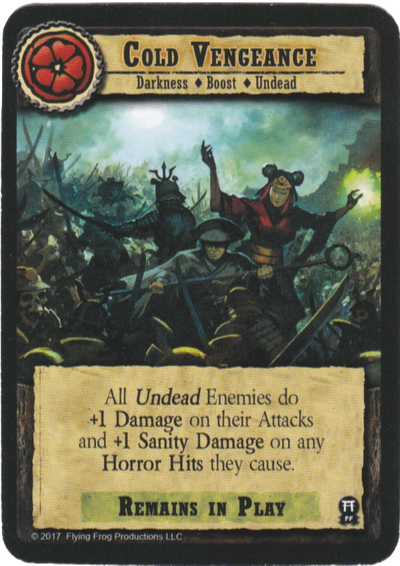 Cold Vengeance
Darkness ♦ Boost ♦ Undead
All Undead Enemies do
+1 Damage on their Attacks
and +1 Sanity Damage on any
Horror Hits they cause.
Remains in Play
© 2017 Flying Frog Productions LLC